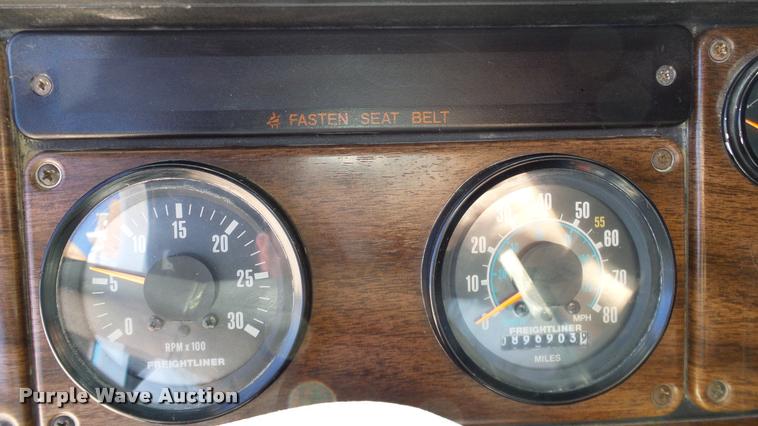 FASTEN SEAT BELT
0 5 10 15 20 25 30
RPM x 100
FREIGHTLINER
0 10 20 30 40 50 55 60 70 80
MPH
FREIGHTLINER
896903
MILES
Purple Wave Auction